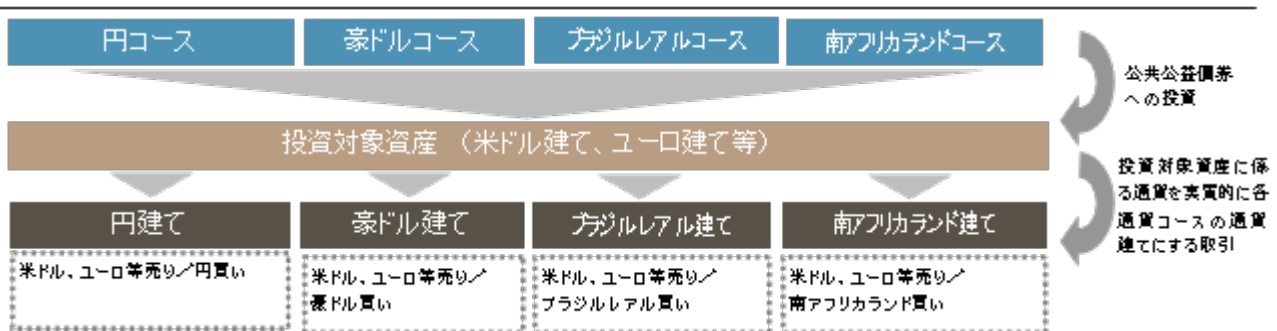 円コース
豪ドルコース
ブラジルレアルコース
南アフリカランドコース
公共公益債券
への投資
投資対象資産 (米ドル建て、ユーロ建て等)
投資対象資産に係
る通貨を実質的に各
通貨コースの通貨
建てにする取引
円建て
豪ドル建て
ブラジルレアル建て
南アフリカランド建て
米ドル、ユーロ等売り/円買い
米ドル、ユーロ等売り/
豪ドル買い
米ドル、ユーロ等売り/
ブラジルレアル買い
米ドル、ユーロ等売り/
南アフリカランド買い